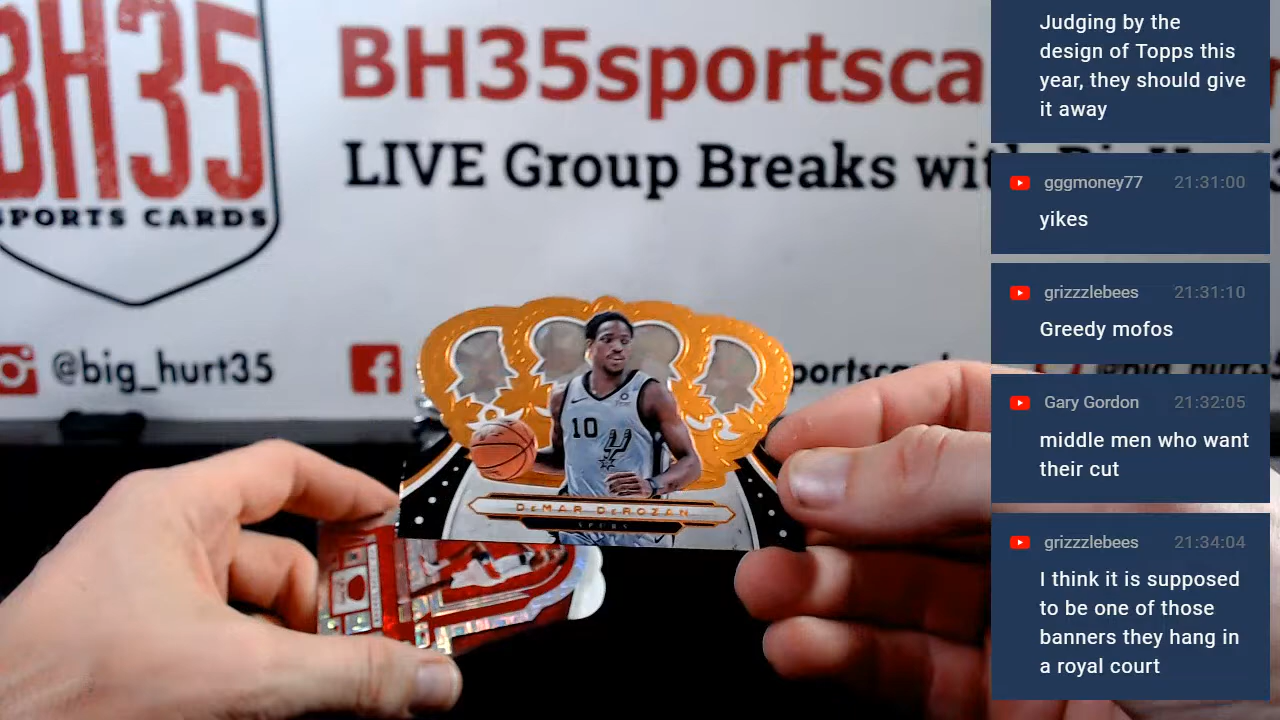 BH35
SPORTS CARDS
BH35sportsca
LIVE Group Breaks with
@big_hurt35
sportsca
10
DeMAR DeROZAN
SPURS
Judging by the
design of Topps this
year, they should give
it away
gggmoney77 21:31:00
yikes
grizzzlebees 21:31:10
Greedy mofos
Gary Gordon 21:32:05
middle men who want
their cut
grizzzlebees 21:34:04
I think it is supposed
to be one of those
banners they hang in
a royal court